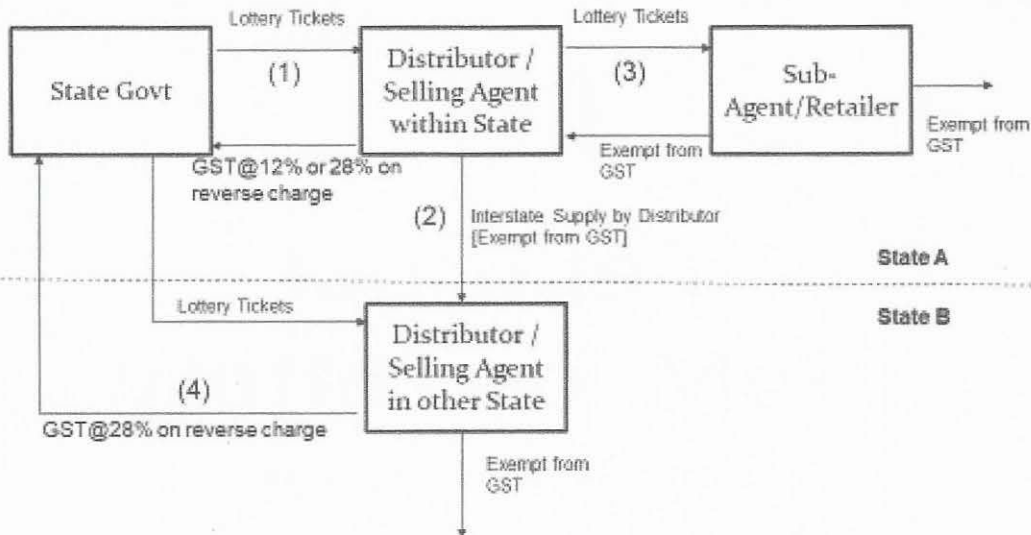 Lottery Tickets
Lottery Tickets
State Govt
(1)
Distributor /
Selling Agent
within State
(3)
Sub-
Agent/Retailer
GST@12% or 28% on
reverse charge
Exempt from
GST
Exempt from
GST
(2)
Interstate Supply by Distributor
[Exempt from GST]
State A
State B
Lottery Tickets
Distributor /
Selling Agent
in other State
(4)
GST@28% on reverse charge
Exempt from
GST